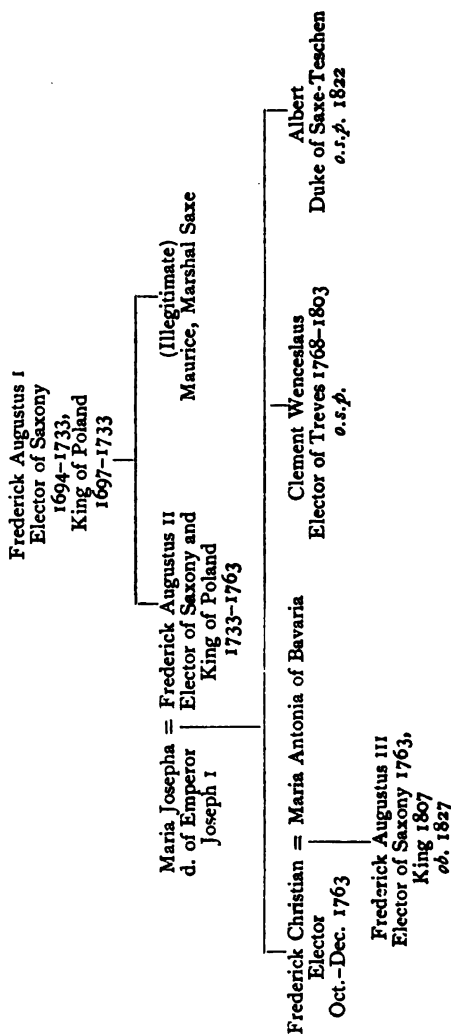 Frederick Augustus I
Elector of Saxony
1694–1733,
King of Poland
1697–1733
Maria Josepha = Frederick Augustus II
d. of Emperor
Joseph I
Elector of Saxony and
King of Poland
1733–1763
(Illegitimate)
Maurice, Marshal Saxe
Frederick Christian = Maria Antonia of Bavaria
Elector
Oct.–Dec. 1763
Clement Wenceslaus
Elector of Treves 1768–1803
o.s.p.
Albert
Duke of Saxe-Teschen
o.s.p. 1822
Frederick Augustus III
Elector of Saxony 1763,
King 1807
ob. 1827